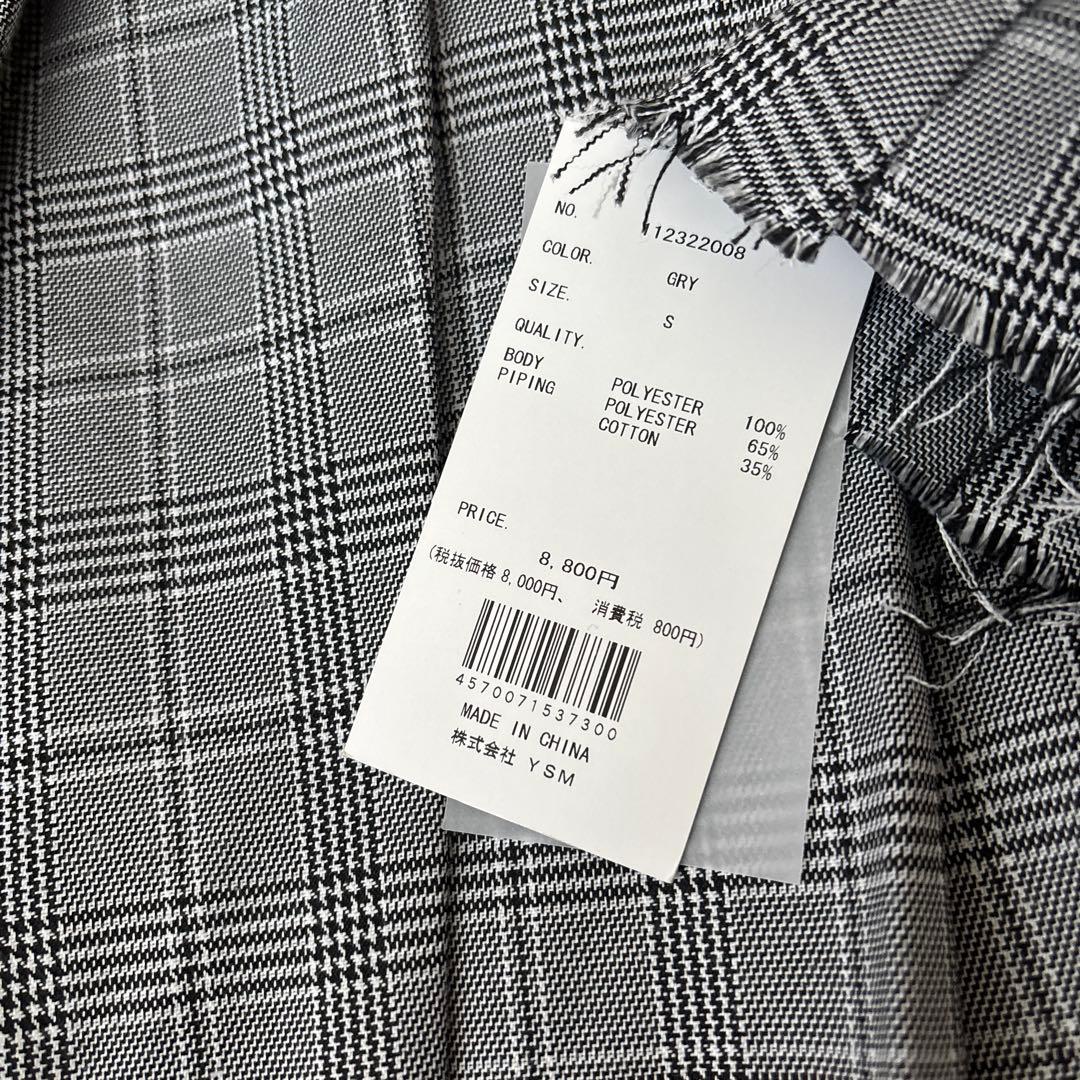 NO. 112322008
COLOR. GRY
SIZE. S
QUALITY.
BODY POLYESTER 100%
PIPING POLYESTER 65%
COTTON 35%
PRICE.
8,800円
(税抜価格 8,000円、 消費税 800円)
4570071537300
MADE IN CHINA
株式会社 YSM